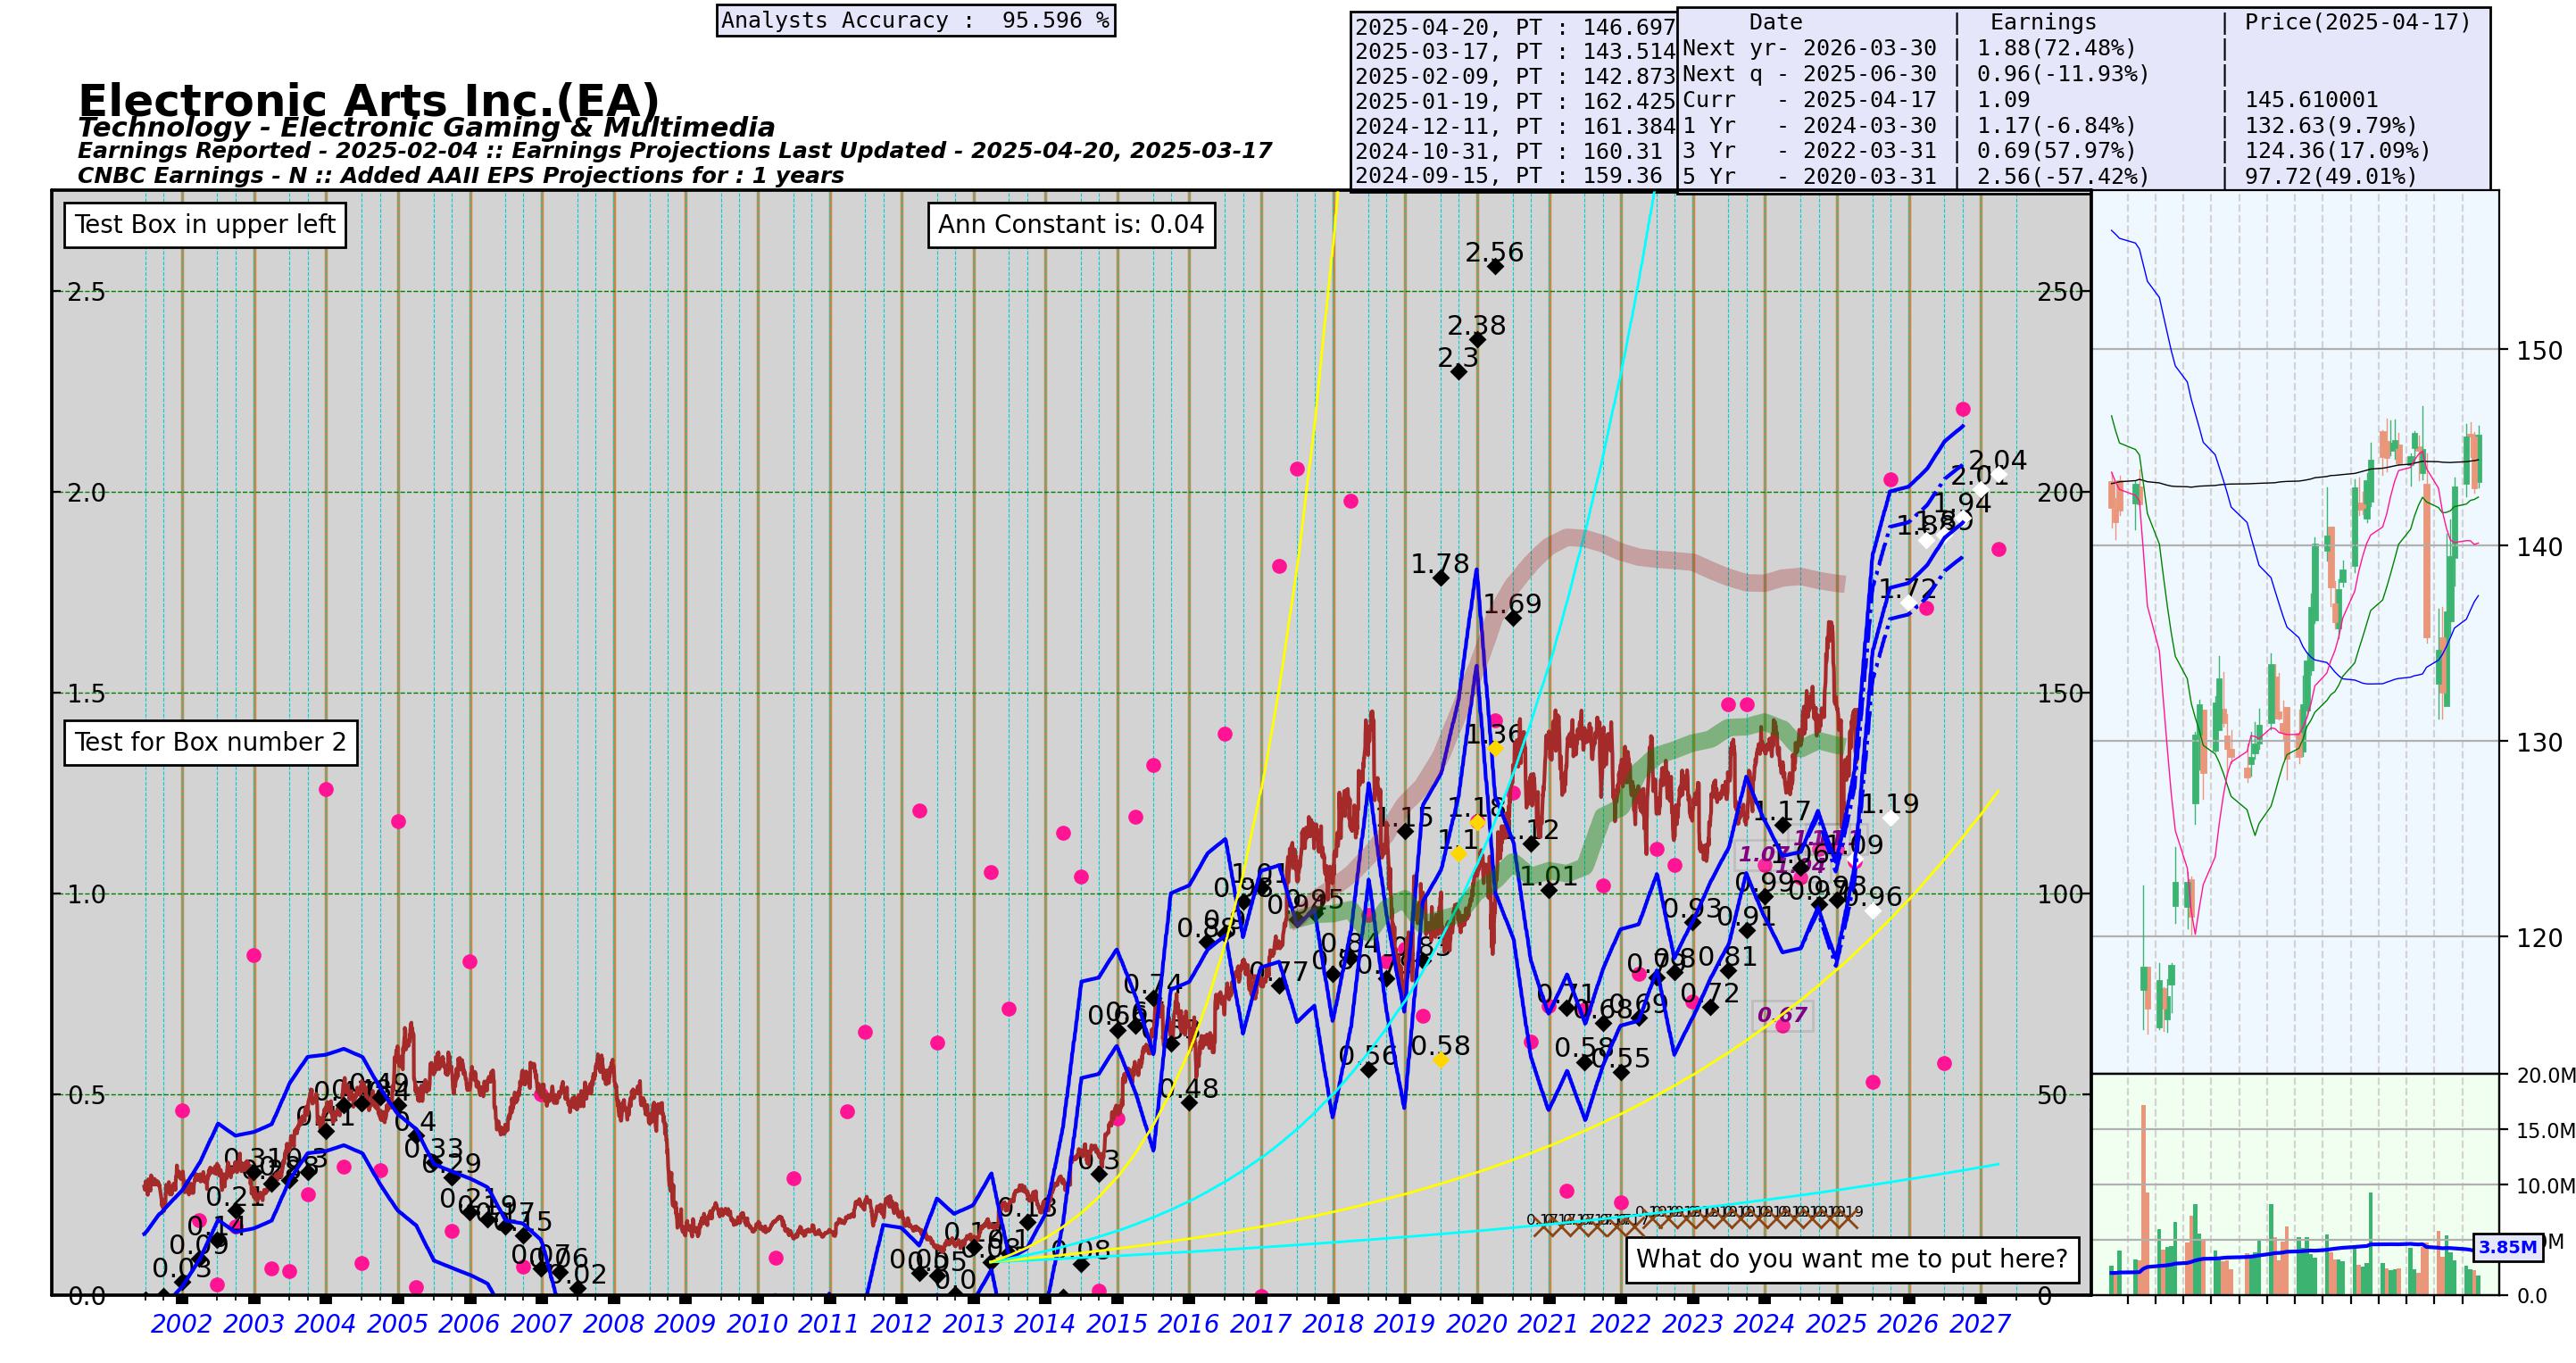 Analysts Accuracy :  95.596 %
2025-04-20, PT : 146.697
2025-03-17, PT : 143.514
2025-02-09, PT : 142.873
2025-01-19, PT : 162.425
2024-12-11, PT : 161.384
2024-10-31, PT : 160.31
2024-09-15, PT : 159.36
Date | Earnings | Price(2025-04-17)
Next yr- 2026-03-30 | 1.88(72.48%) |
Next q - 2025-06-30 | 0.96(-11.93%) |
Curr - 2025-04-17 | 1.09 | 145.610001
1 Yr - 2024-03-30 | 1.17(-6.84%) | 132.63(9.79%)
3 Yr - 2022-03-31 | 0.69(57.97%) | 124.36(17.09%)
5 Yr - 2020-03-31 | 2.56(-57.42%) | 97.72(49.01%)
Electronic Arts Inc.(EA)
Technology - Electronic Gaming & Multimedia
Earnings Reported - 2025-02-04 :: Earnings Projections Last Updated - 2025-04-20, 2025-03-17
CNBC Earnings - N :: Added AAII EPS Projections for : 1 years
Test Box in upper left
Ann Constant is: 0.04
Test for Box number 2
What do you want me to put here?
2.5
2.0
1.5
1.0
0.5
0.0
250
200
150
100
50
0
2.56
2.38
2.3
1.78
1.69
1.36
1.18
1.15
1.1
1.12
1.01
0.58
0.56
0.77
0.48
0.74
0.3
0.13
0.08
0.71
0.68
0.69
0.58
0.55
0.93
0.72
0.81
0.91
0.99
1.17
1.09
0.96
1.19
1.72
1.94
2.01
2.04
0.67
0.03
0.09
0.14
0.21
0.41
0.4
0.33
0.29
2002 2003 2004 2005 2006 2007 2008 2009 2010 2011 2012 2013 2014 2015 2016 2017 2018 2019 2020 2021 2022 2023 2024 2025 2026 2027
150
140
130
120
20.0M
15.0M
10.0M
3.85M
0.0